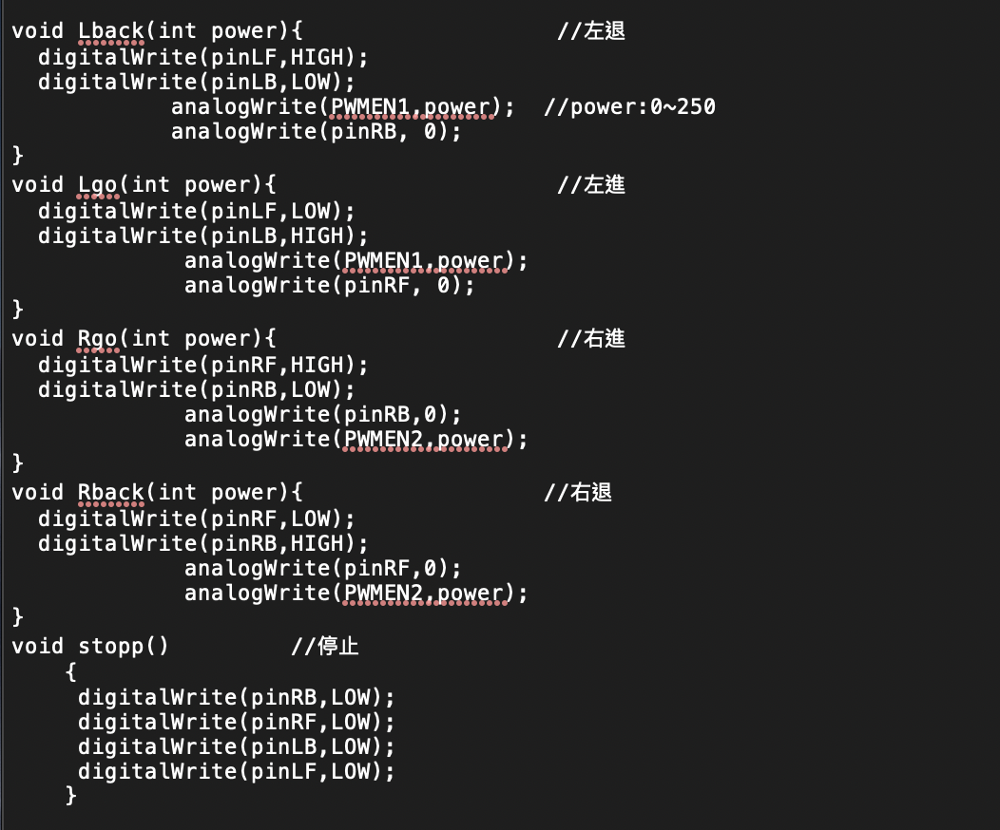 void Lback(int power){                   //左退
  digitalWrite(pinLF,HIGH);
  digitalWrite(pinLB,LOW);
            analogWrite(PWMEN1,power);  //power:0~250
            analogWrite(pinRB, 0);
}
void Lgo(int power){                     //左進
  digitalWrite(pinLF,LOW);
  digitalWrite(pinLB,HIGH);
             analogWrite(PWMEN1,power);
             analogWrite(pinRF, 0);
}
void Rgo(int power){                     //右進
  digitalWrite(pinRF,HIGH);
  digitalWrite(pinRB,LOW);
             analogWrite(pinRB,0);
             analogWrite(PWMEN2,power);
}
void Rback(int power){                  //右退
  digitalWrite(pinRF,LOW);
  digitalWrite(pinRB,HIGH);
             analogWrite(pinRF,0);
             analogWrite(PWMEN2,power);
}
void stopp()         //停止
    {
     digitalWrite(pinRB,LOW);
     digitalWrite(pinRF,LOW);
     digitalWrite(pinLB,LOW);
     digitalWrite(pinLF,LOW);
    }